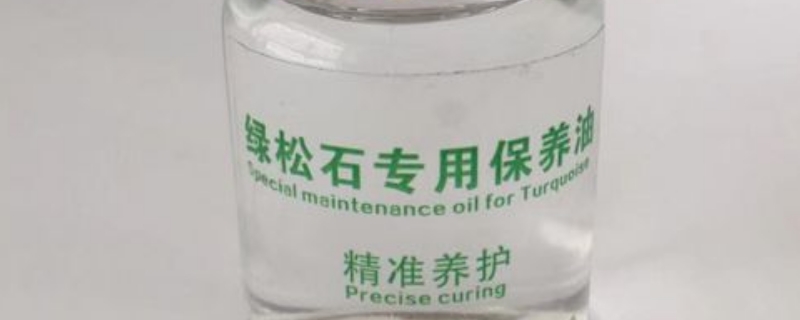 绿松石专用保养油
Special maintenance oil for Turquoise
精准养护
Precise curing